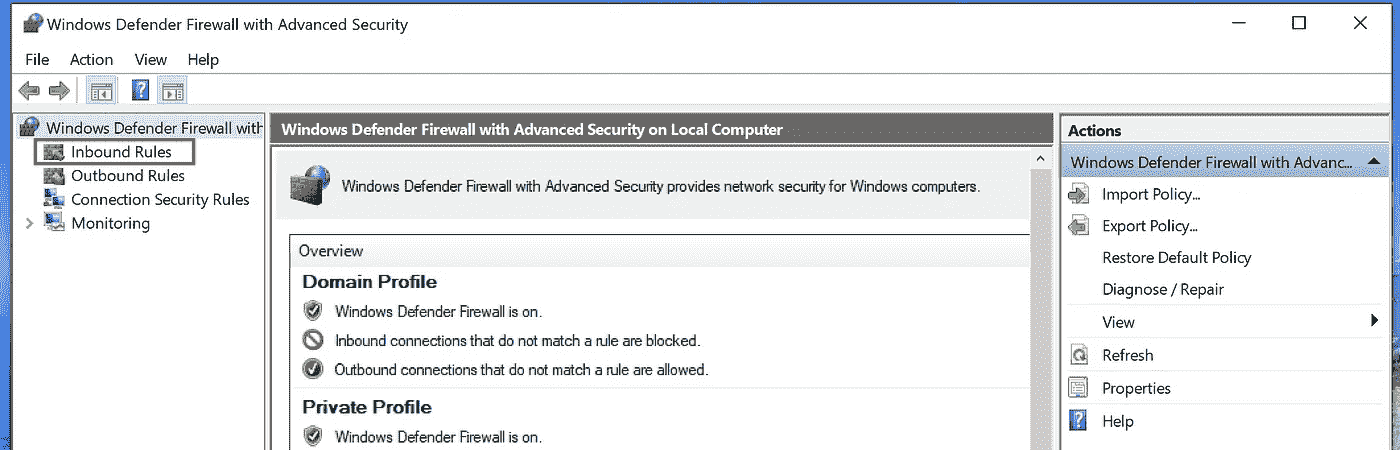 Windows Defender Firewall with Advanced Security
File Action View Help
Windows Defender Firewall with
Inbound Rules
Outbound Rules
Connection Security Rules
Monitoring
Windows Defender Firewall with Advanced Security on Local Computer
Windows Defender Firewall with Advanced Security provides network security for Windows computers.
Overview
Domain Profile
Windows Defender Firewall is on.
Inbound connections that do not match a rule are blocked.
Outbound connections that do not match a rule are allowed.
Private Profile
Windows Defender Firewall is on.
Actions
Windows Defender Firewall with Advanc...
Import Policy...
Export Policy...
Restore Default Policy
Diagnose / Repair
View
Refresh
Properties
Help